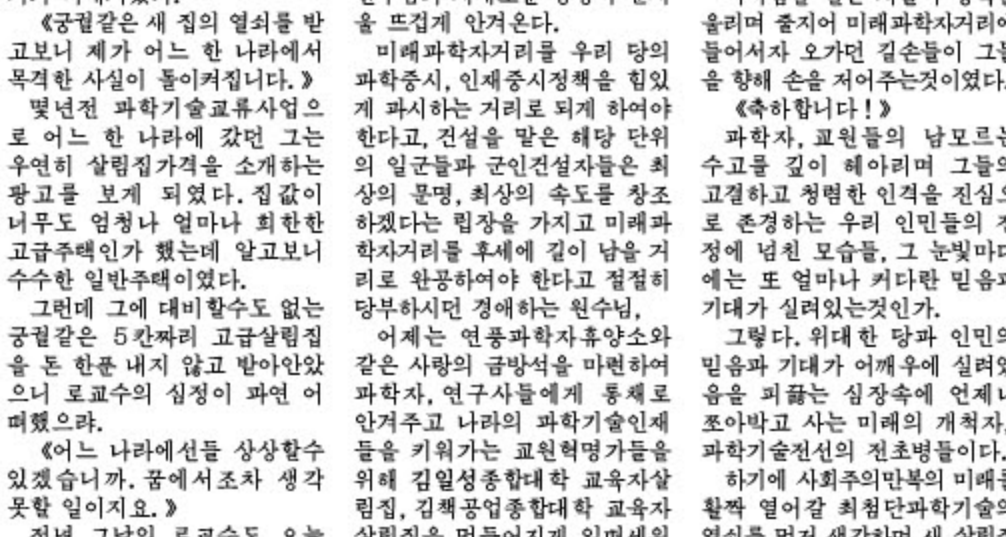 《궁궐같은 새 집의 열쇠를 받
고보니 제가 어느 한 나라에서
목격한 사실이 돌이켜집니다. 》
몇년전 과학기술교류사업으
로 어느 한 나라에 갔던 그는
우연히 살림집가격을 소개하는
광고를 보게 되였다. 집값이
너무도 엄청나 얼마나 희한한
고급주택인가 했는데 알고보니
수수한 일반주택이였다.
그런데 그에 대비할수도 없는
궁궐같은 5칸짜리 고급살림집
을 돈 한푼 내지 않고 받아안았
으니 로교수의 심정이 과연 어
떠했으랴.
《어느 나라에선들 상상할수
있겠습니까. 꿈에서조차 생각
못할 일이지요. 》
울 뜨겁게 안겨온다.
미래과학자거리를 우리 당의
과학중시, 인재중시정책을 힘있
게 과시하는 거리로 되게 하여야
한다고, 건설을 맡은 해당 단위
의 일군들과 군인건설자들은 최
상의 문명, 최상의 속도를 창조
하겠다는 립장을 가지고 미래과
학자거리를 후세에 길이 남을 거
리로 완공하여야 한다고 절절히
당부하시던 경애하는 원수님,
어제는 연풍과학자휴양소와
같은 사랑의 금방석을 마련하여
과학자, 연구사들에게 통채로
안겨주고 나라의 과학기술인재
들을 키워가는 교원혁명가들을
위해 김일성종합대학 교육자살
림집, 김책공업종합대학 교육자
울리며 줄지어 미래과학자거리에
들어서자 오가던 길손들이 그들
을 향해 손을 저어주는것이였다.
《축하합니다! 》
과학자, 교원들의 남모르는
수고를 깊이 헤아리며 그들의
고결하고 청렴한 인격을 진심으
로 존경하는 우리 인민들의
정에 넘친 모습들, 그 눈빛마다
에는 또 얼마나 커다란 믿음과
기대가 실려있는것인가.
그렇다. 위대한 당과 인민의
믿음과 기대가 어깨우에 실려있
음을 피끓는 심장속에 언제나
쪼아박고 사는 미래의 개척자,
과학기술전선의 전초병들이다.
하기에 사회주의만복의 미래를
활짝 열어갈 최첨단과학기술의